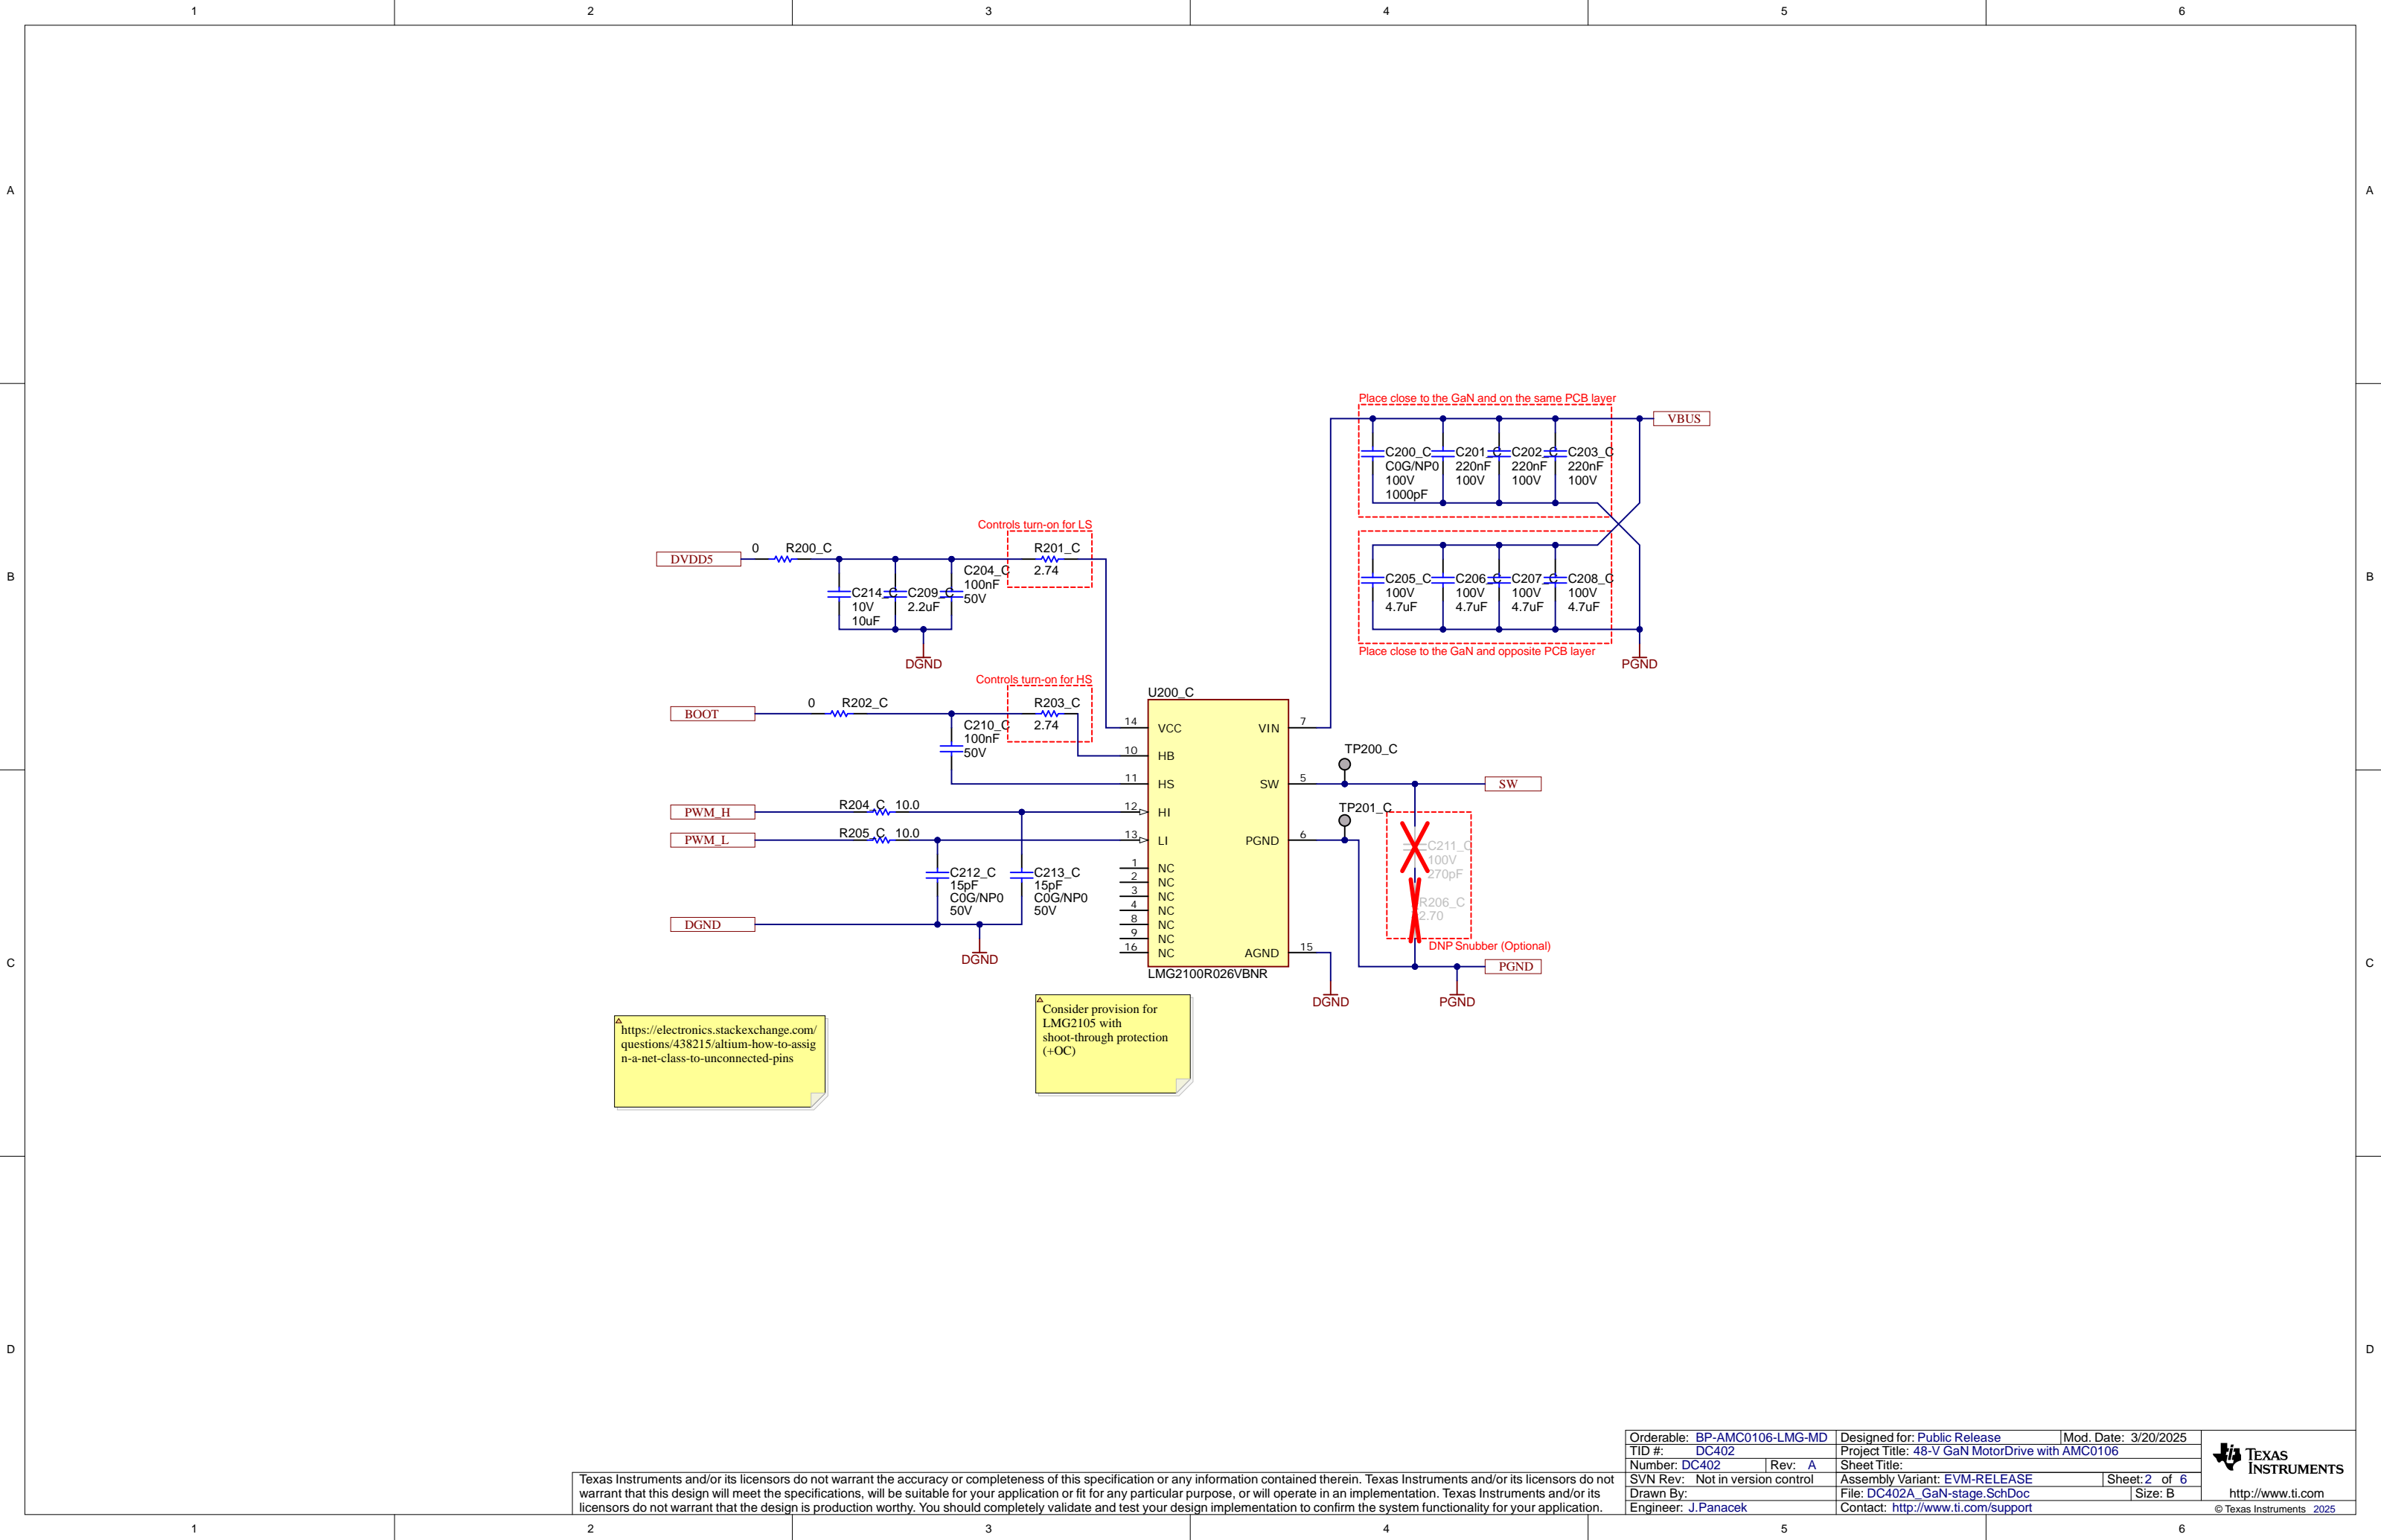 1 2 3 4 5 6
A A
Place close to the GaN and on the same PCB layer
VBUS
C200_C C201_C C202_C C203_C
C0G/NP0 220nF 220nF 220nF
100V 100V 100V 100V
1000pF
Controls turn-on for LS
DVDD5 0 R200_C R201_C
2.74
C204_C
100nF
50V
C214_C C209_C
10V 2.2uF
10uF
DGND
B B
C205_C C206_C C207_C C208_C
100V 100V 100V 100V
4.7uF 4.7uF 4.7uF 4.7uF
Place close to the GaN and opposite PCB layer
PGND
Controls turn-on for HS
BOOT 0 R202_C R203_C
2.74
C210_C
100nF
50V
U200_C
14 VCC VIN 7
10 HB
11 HS SW 5
12 HI
13 LI PGND 6
1 NC
2 NC
3 NC
4 NC
8 NC
9 NC
16 NC AGND 15
LMG2100R026VBNR
TP200_C
SW
TP201_C
PWM_H R204_C 10.0
PWM_L R205_C 10.0
C212_C C213_C
15pF 15pF
C0G/NP0 C0G/NP0
50V 50V
DGND
DGND
C211_C
100V
270pF
R206_C
2.70
DNP Snubber (Optional)
PGND
DGND PGND
C C
https://electronics.stackexchange.com/
questions/438215/altium-how-to-assig
n-a-net-class-to-unconnected-pins
Consider provision for
LMG2105 with
shoot-through protection
(+OC)
D D
Texas Instruments and/or its licensors do not warrant the accuracy or completeness of this specification or any information contained therein. Texas Instruments and/or its licensors do not
warrant that this design will meet the specifications, will be suitable for your application or fit for any particular purpose, or will operate in an implementation. Texas Instruments and/or its
licensors do not warrant that the design is production worthy. You should completely validate and test your design implementation to confirm the system functionality for your application.
Orderable: BP-AMC0106-LMG-MD Designed for: Public Release Mod. Date: 3/20/2025
TID #: DC402 Project Title: 48-V GaN MotorDrive with AMC0106
Number: DC402 Rev: A Sheet Title:
SVN Rev: Not in version control Assembly Variant: EVM-RELEASE Sheet: 2 of 6
Drawn By: File: DC402A_GaN-stage.SchDoc Size: B
Engineer: J.Panacek Contact: http://www.ti.com/support
TEXAS
INSTRUMENTS
http://www.ti.com
© Texas Instruments 2025
1 2 3 4 5 6